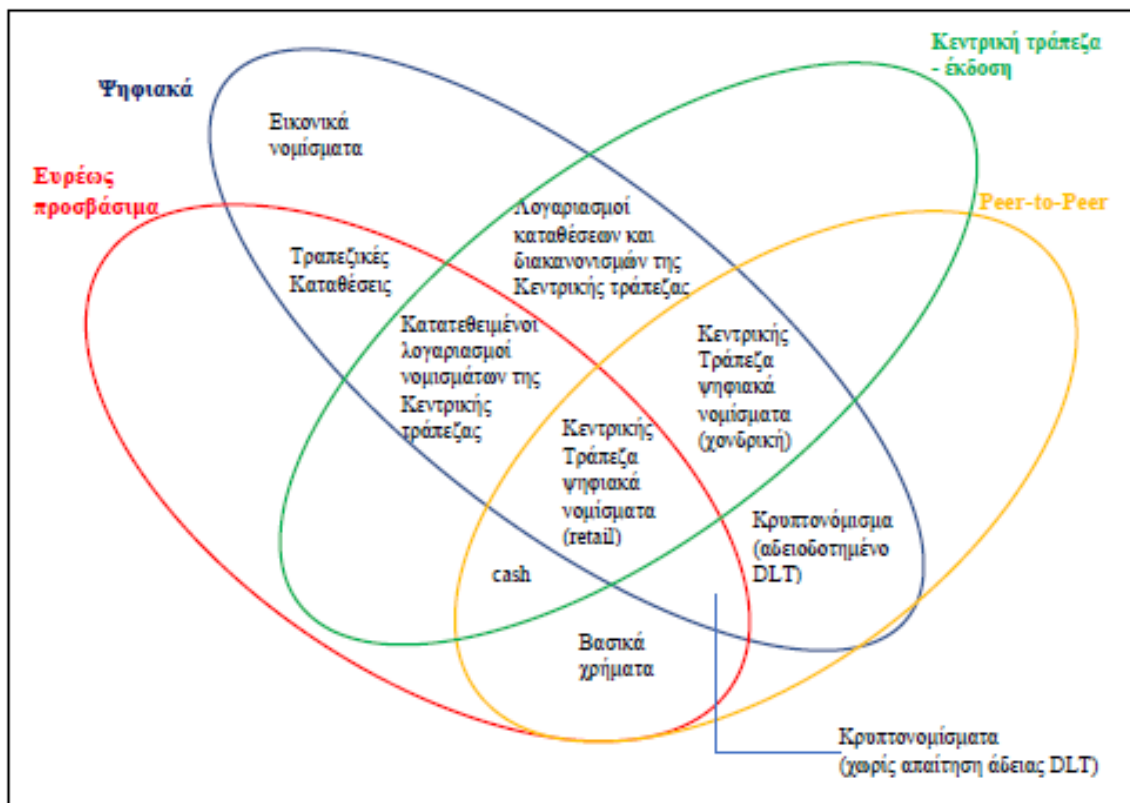 Κεντρική τράπεζα
- έκδοση
Ψηφιακά
Εικονικά
νομίσματα
Ευρέως
προσβάσιμα
Peer-to-Peer
Λογαριασμοί
καταθέσεων και
διακανονισμών της
Κεντρικής τράπεζας
Τραπεζικές
Καταθέσεις
Κατατεθειμένοι
λογαριασμοί
νομισμάτων της
Κεντρικής
τράπεζας
Κεντρικής
Τράπεζα
ψηφιακά
νομίσματα
(χονδρική)
Κεντρικής
Τράπεζα
ψηφιακά
νομίσματα
(retail)
Κρυπτονόμισμα
(αδειοδοτημένο
DLT)
cash
Βασικά
χρήματα
Κρυπτονομίσματα
(χωρίς απαίτηση άδειας DLT)